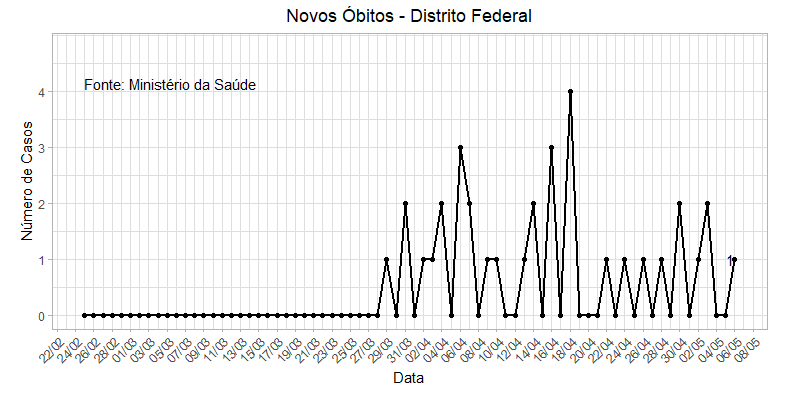 Novos Óbitos - Distrito Federal
Fonte: Ministério da Saúde
Número de Casos
4
3
2
1
0
1
22/02 24/02 26/02 28/02 01/03 03/03 05/03 07/03 09/03 11/03 13/03 15/03 17/03 19/03 21/03 23/03 25/03 27/03 29/03 31/03 02/04 04/04 06/04 08/04 10/04 12/04 14/04 16/04 18/04 20/04 22/04 24/04 26/04 28/04 30/04 02/05 04/05 06/05 08/05
Data